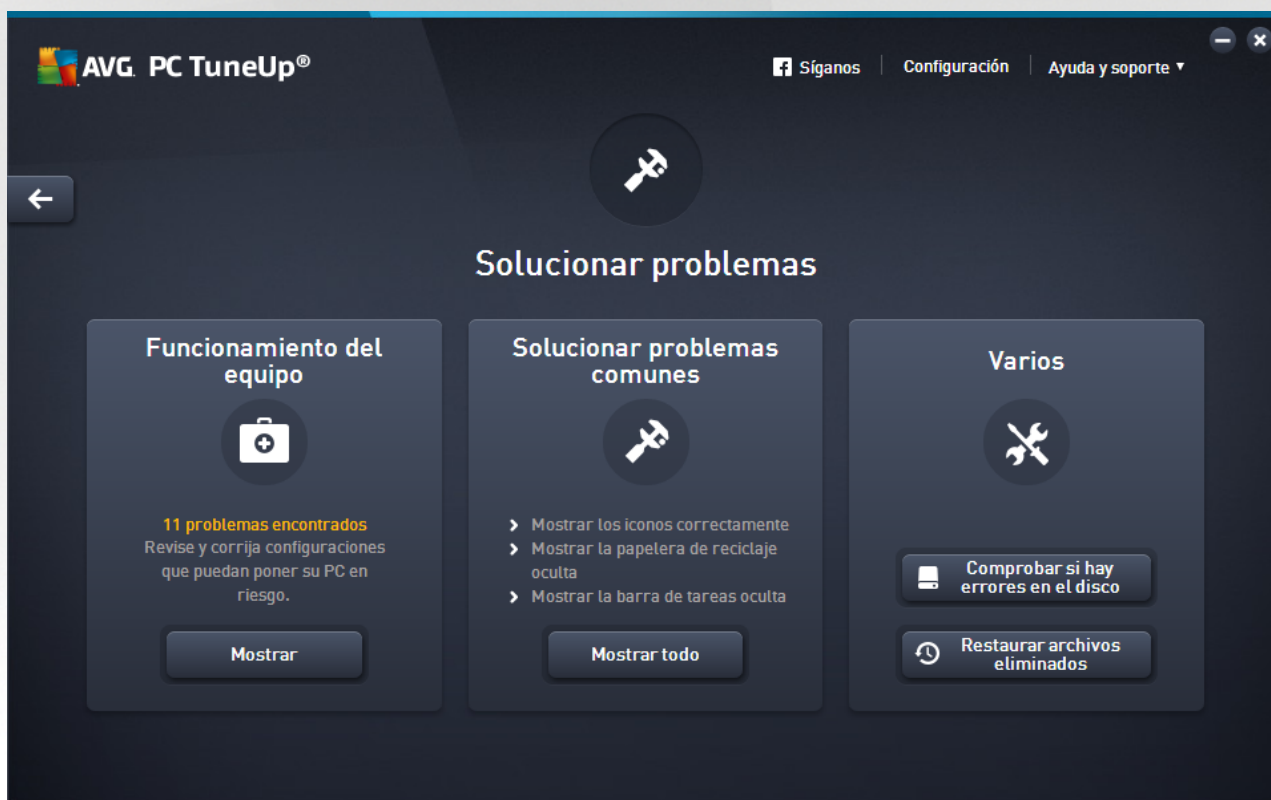 AVG. PC TuneUp®
Síganos
Configuración
Ayuda y soporte
Solucionar problemas
Funcionamiento del
equipo
11 problemas encontrados
Revise y corrija configuraciones
que puedan poner su PC en
riesgo.
Mostrar
Solucionar problemas
comunes
Mostrar los iconos correctamente
Mostrar la papelera de reciclaje
oculta
Mostrar la barra de tareas oculta
Mostrar todo
Varios
Comprobar si hay
errores en el disco
Restaurar archivos
eliminados